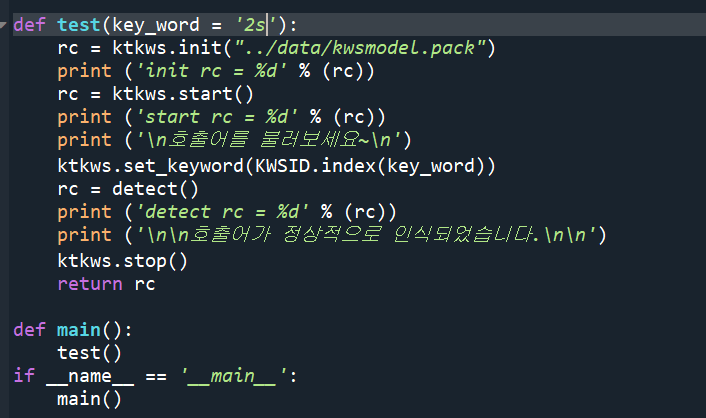 def test(key_word = '2s'):
    rc = ktkws.init("../data/kwsmodel.pack")
    print ('init rc = %d' % (rc))
    rc = ktkws.start()
    print ('start rc = %d' % (rc))
    print ('\n호출어를 불러보세요~\n')
    ktkws.set_keyword(KWSID.index(key_word))
    rc = detect()
    print ('detect rc = %d' % (rc))
    print ('\n\n호출어가 정상적으로 인식되었습니다.\n\n')
    ktkws.stop()
    return rc

def main():
    test()
if __name__ == '__main__':
    main()